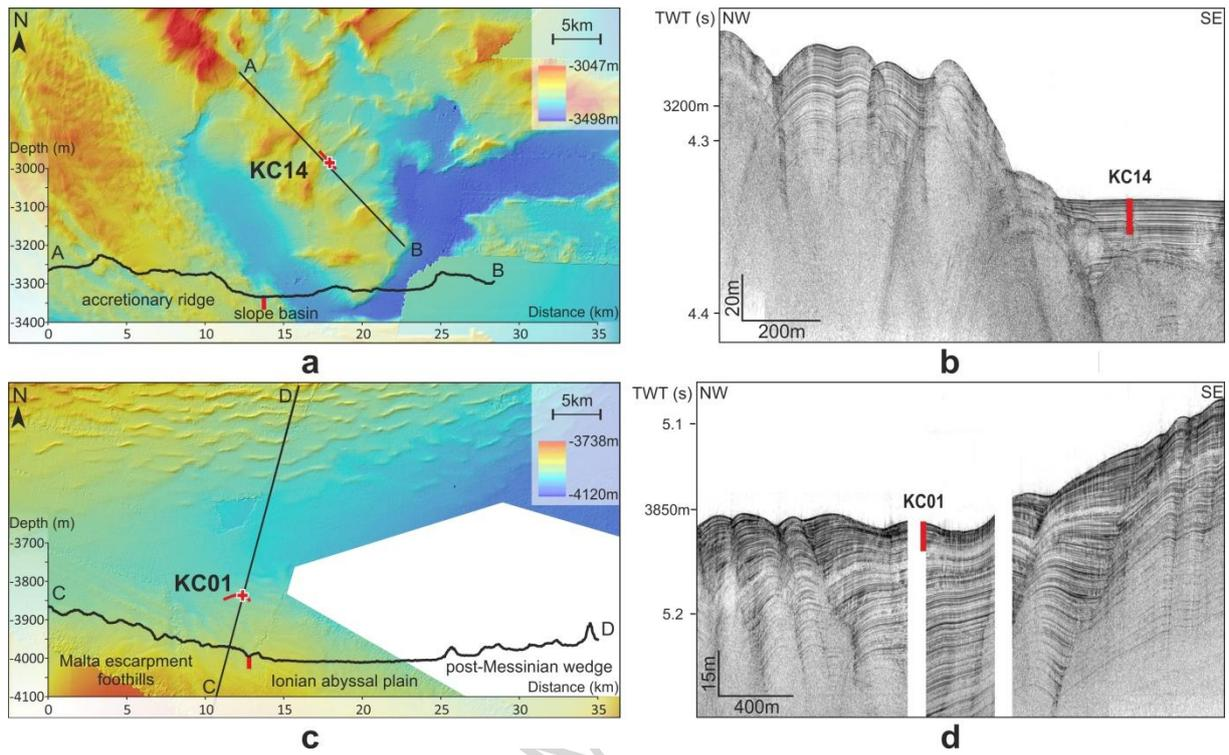 N
5km
-3047m
-3498m
A
KC14
B
Depth (m)
-3000
-3100
-3200
-3300
-3400
A
B
accretionary ridge
slope basin
Distance (km)
0 5 10 15 20 25 30 35
a
TWT (s) NW SE
3200m
4.3
4.4
KC14
20m
200m
b
N
5km
-3738m
-4120m
D
KC01
C
Depth (m)
-3700
-3800
-3900
-4000
-4100
C
D
Malta escarpment
foothills
Ionian abyssal plain
post-Messinian wedge
Distance (km)
0 5 10 15 20 25 30 35
c
TWT (s) NW SE
5.1
3850m
5.2
KC01
15m
400m
d